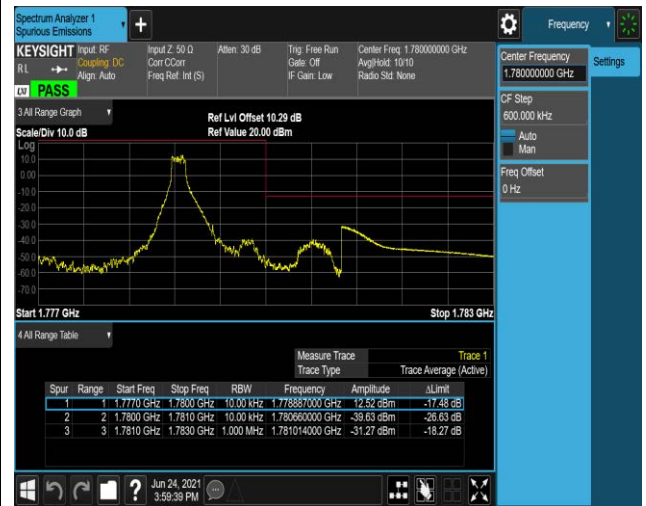 Spectrum Analyzer 1
Spurious Emissions
Frequency
KEYSIGHT Input: RF Input Z: 50 Ω Atten: 30 dB Trig: Free Run Center Freq: 1.780000000 GHz
RL Coupling: DC Corr CCorr Gate: Off Avg|Hold: 10/10
Align: Auto Freq Ref: Int (S) IF Gain: Low Radio Std: None
LXI PASS
Center Frequency
1.780000000 GHz
Settings
CF Step
600.000 kHz
Auto
Man
Freq Offset
0 Hz
3 All Range Graph
Ref Lvl Offset 10.29 dB
Scale/Div 10.0 dB Ref Value 20.00 dBm
Log
10.0
0.00
-10.0
-20.0
-30.0
-40.0
-50.0
-60.0
-70.0
Start 1.777 GHz Stop 1.783 GHz
4 All Range Table
Measure Trace Trace 1
Trace Type Trace Average (Active)
Spur Range Start Freq Stop Freq RBW Frequency Amplitude ΔLimit
1 1 1.7770 GHz 1.7800 GHz 10.00 kHz 1.778887000 GHz 12.52 dBm -17.48 dB
2 2 1.7800 GHz 1.7810 GHz 10.00 kHz 1.780660000 GHz -39.63 dBm -26.63 dB
3 3 1.7810 GHz 1.7830 GHz 1.000 MHz 1.781014000 GHz -31.27 dBm -18.27 dB
Jun 24, 2021
3:59:39 PM